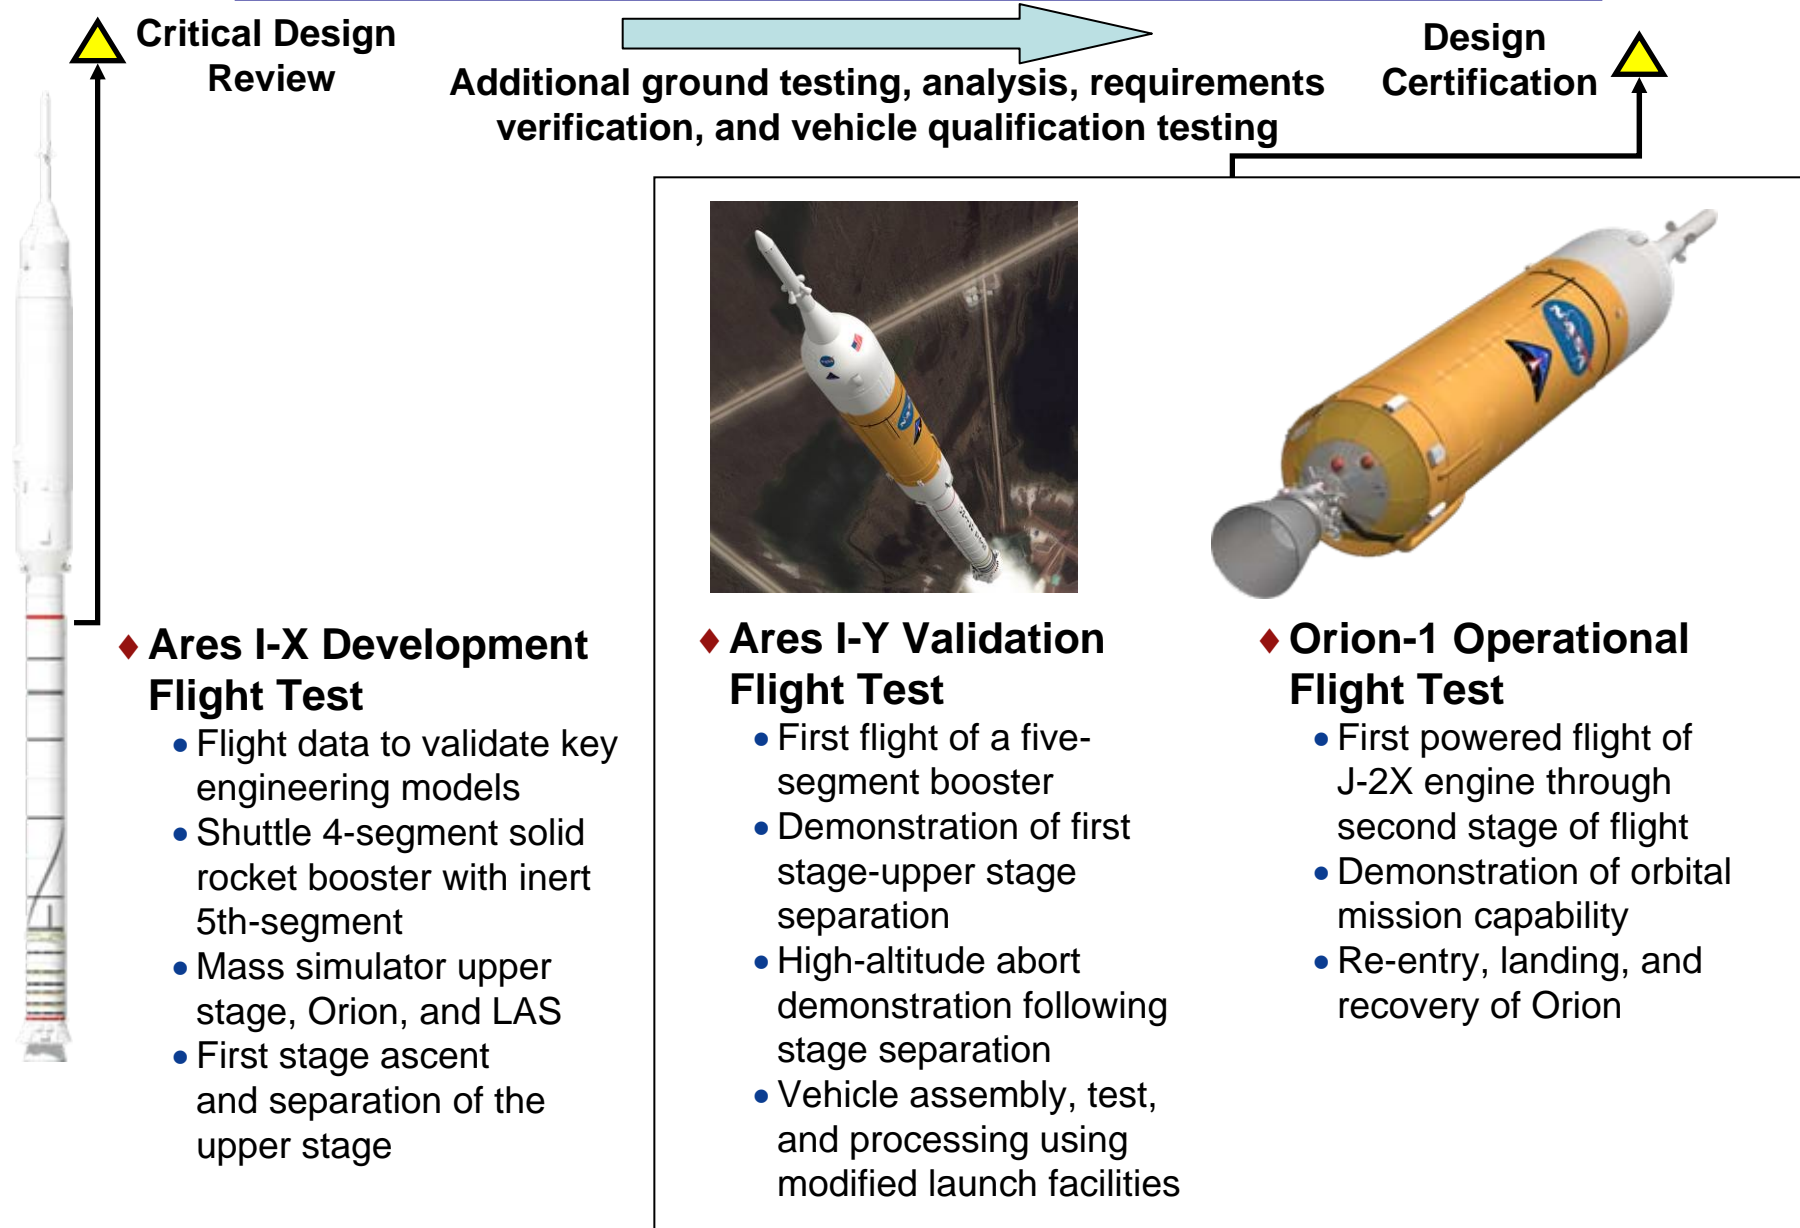 Critical Design
Review
Additional ground testing, analysis, requirements
verification, and vehicle qualification testing
Design
Certification
NASA
NASA
♦ Ares I-X Development
Flight Test
• Flight data to validate key
engineering models
• Shuttle 4-segment solid
rocket booster with inert
5th-segment
• Mass simulator upper
stage, Orion, and LAS
• First stage ascent
and separation of the
upper stage
♦ Ares I-Y Validation
Flight Test
• First flight of a five-
segment booster
• Demonstration of first
stage-upper stage
separation
• High-altitude abort
demonstration following
stage separation
• Vehicle assembly, test,
and processing using
modified launch facilities
♦ Orion-1 Operational
Flight Test
• First powered flight of
J-2X engine through
second stage of flight
• Demonstration of orbital
mission capability
• Re-entry, landing, and
recovery of Orion